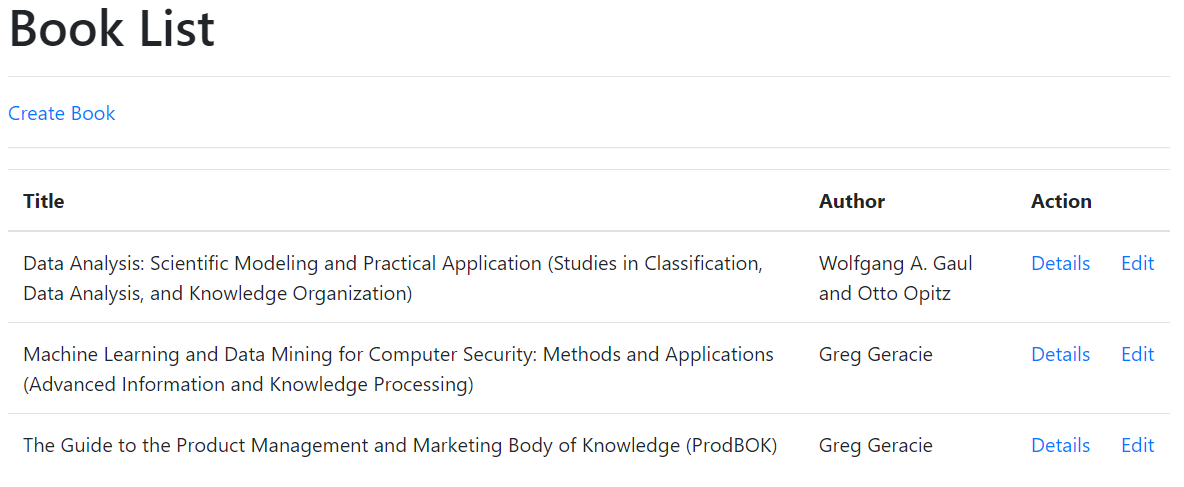 Book List
Create Book
Title Author Action
Data Analysis: Scientific Modeling and Practical Application (Studies in Classification, Wolfgang A. Gaul Details Edit
Data Analysis, and Knowledge Organization) and Otto Opitz
Machine Learning and Data Mining for Computer Security: Methods and Applications Greg Geracie Details Edit
(Advanced Information and Knowledge Processing)
The Guide to the Product Management and Marketing Body of Knowledge (ProdBOK) Greg Geracie Details Edit